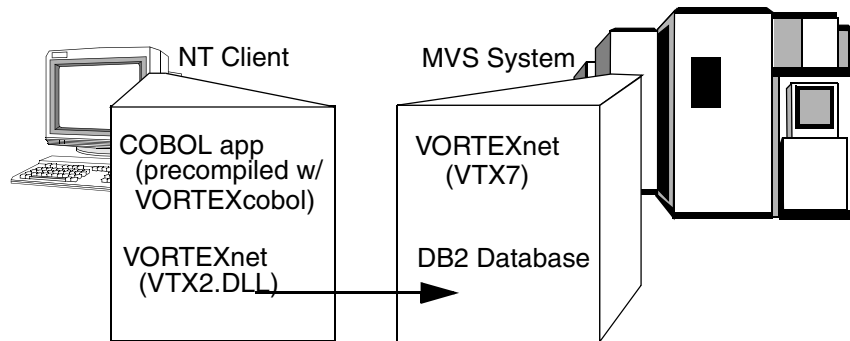 NT Client
COBOL app
(precompiled w/
VORTEXcobol)
VORTEXnet
(VTX2.DLL)
MVS System
VORTEXnet
(VTX7)
DB2 Database